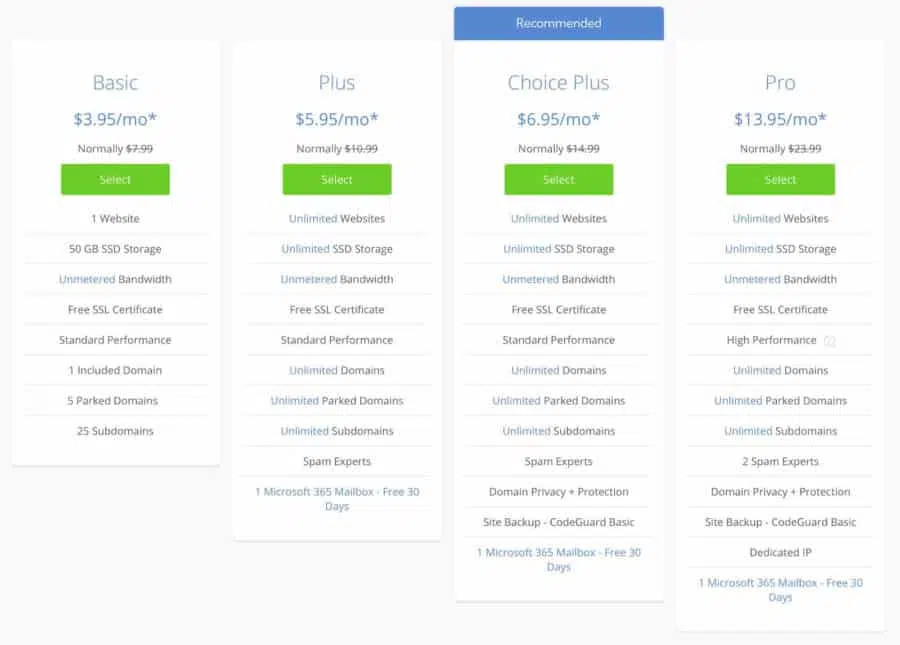 Recommended
Basic
$3.95/mo*
Normally $7.99
Select
1 Website
50 GB SSD Storage
Unmetered Bandwidth
Free SSL Certificate
Standard Performance
1 Included Domain
5 Parked Domains
25 Subdomains
Plus
$5.95/mo*
Normally $10.99
Select
Unlimited Websites
Unlimited SSD Storage
Unmetered Bandwidth
Free SSL Certificate
Standard Performance
Unlimited Domains
Unlimited Parked Domains
Unlimited Subdomains
Spam Experts
1 Microsoft 365 Mailbox - Free 30
Days
Choice Plus
$6.95/mo*
Normally $14.99
Select
Unlimited Websites
Unlimited SSD Storage
Unmetered Bandwidth
Free SSL Certificate
Standard Performance
Unlimited Domains
Unlimited Parked Domains
Unlimited Subdomains
Spam Experts
Domain Privacy + Protection
Site Backup - CodeGuard Basic
1 Microsoft 365 Mailbox - Free 30
Days
Pro
$13.95/mo*
Normally $23.99
Select
Unlimited Websites
Unlimited SSD Storage
Unmetered Bandwidth
Free SSL Certificate
High Performance
Unlimited Domains
Unlimited Parked Domains
Unlimited Subdomains
2 Spam Experts
Domain Privacy + Protection
Site Backup - CodeGuard Basic
Dedicated IP
1 Microsoft 365 Mailbox - Free 30
Days